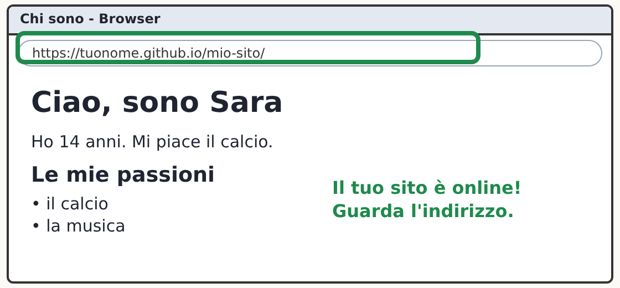 Chi sono - Browser
https://tuonome.github.io/mio-sito/
Ciao, sono Sara
Ho 14 anni. Mi piace il calcio.
Le mie passioni
• il calcio
• la musica
Il tuo sito è online!
Guarda l'indirizzo.